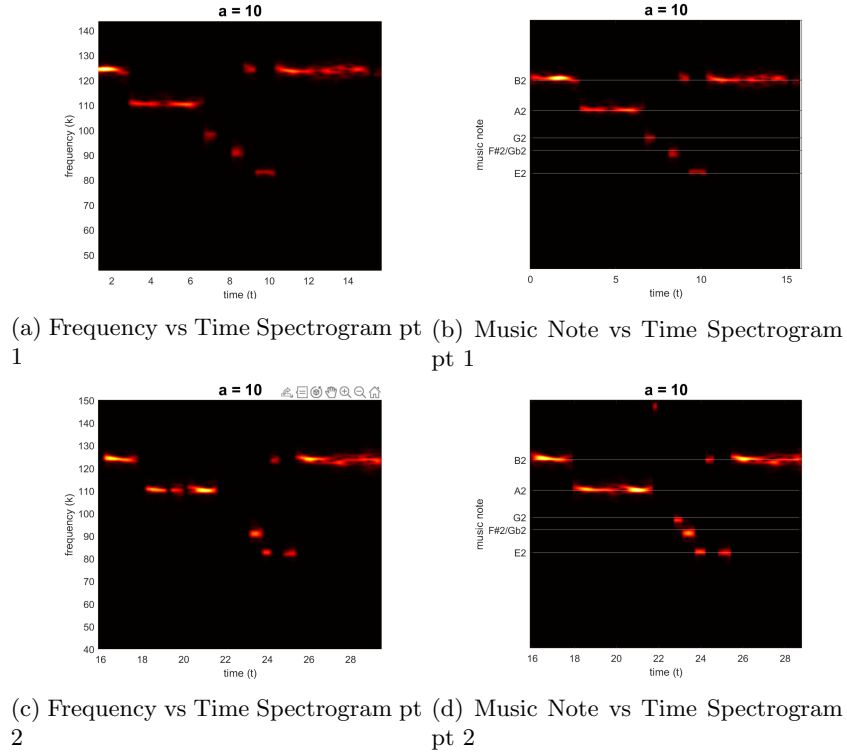 a = 10
frequency (k)
140
130
120
110
100
90
80
70
60
50
2
4
6
8
10
12
14
time (t)
a = 10
music note
B2
A2
G2
F#2/Gb2
E2
0
5
10
15
time (t)
(a) Frequency vs Time Spectrogram pt
1
(b) Music Note vs Time Spectrogram
pt 1
a = 10
frequency (k)
150
140
130
120
110
100
90
80
70
60
50
40
16
18
20
22
24
26
28
time (t)
a = 10
music note
B2
A2
G2
F#2/Gb2
E2
16
18
20
22
24
26
28
time (t)
(c) Frequency vs Time Spectrogram pt
2
(d) Music Note vs Time Spectrogram
pt 2